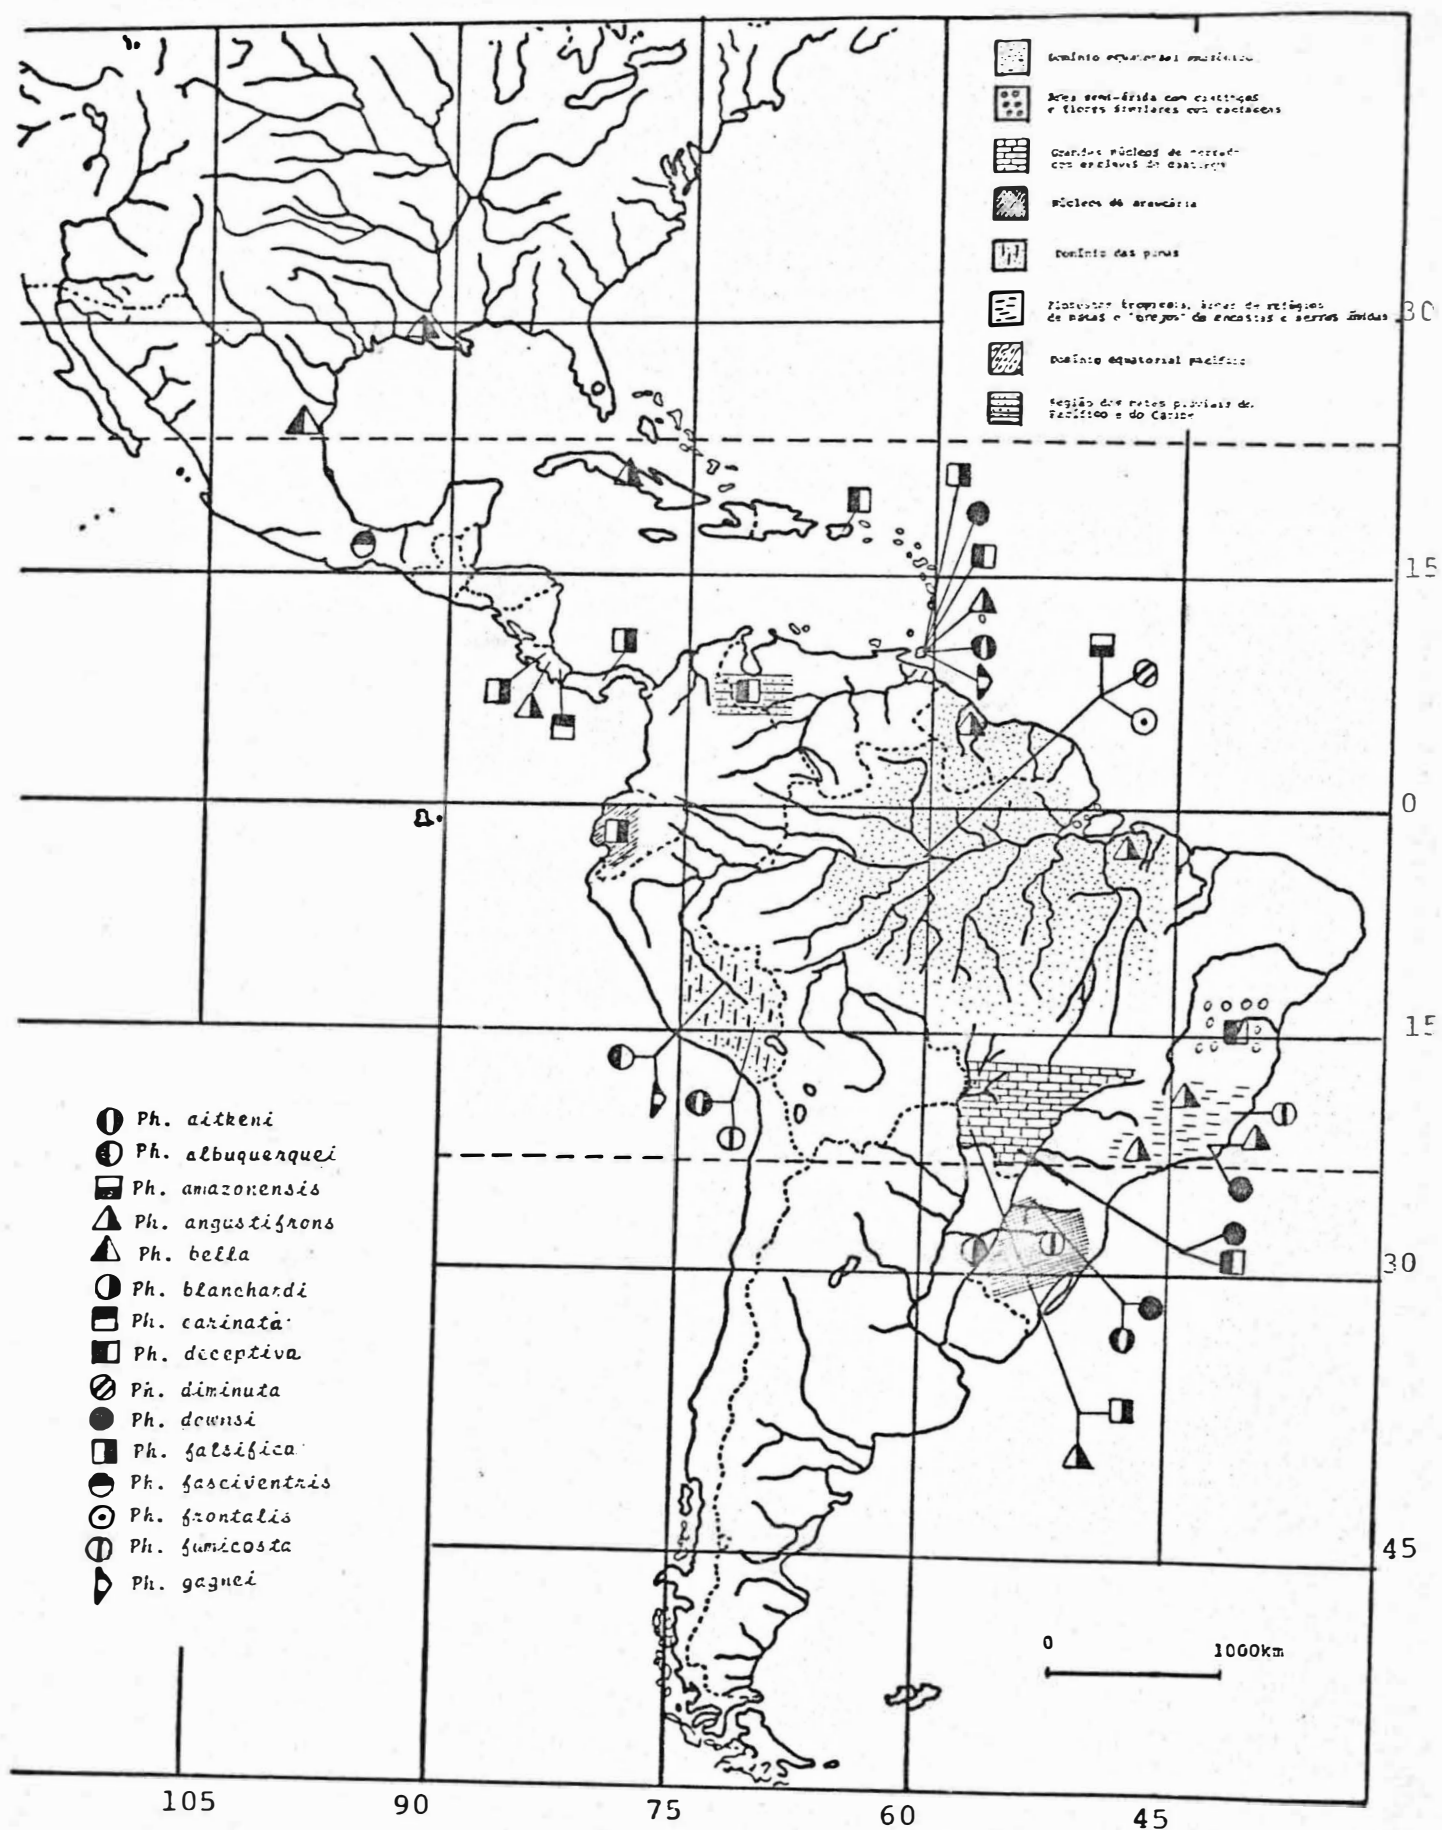 Domínio equatorial amazônico
Área semi-árida com caatingas
e flores similares com cactáceas
Grandes núcleos de cerrado
com enclaves de caatinga
Núcleos de araucária
Domínio das punas
Florestas tropicais, áreas de refúgios
de matas e "brejos" de encostas e serras úmidas
Domínio equatorial pacífico
Região das matas pluviais do
Pacífico e do Caribe
30
15
0
15
30
45
Ph. aitkeni
Ph. albuquerquei
Ph. amazonensis
Ph. angustifrons
Ph. bella
Ph. blanchardi
Ph. carinata
Ph. deceptiva
Ph. diminuta
Ph. downsi
Ph. falsifica
Ph. fasciventris
Ph. frontalis
Ph. fumicosta
Ph. gagnei
0 1000km
105 90 75 60 45